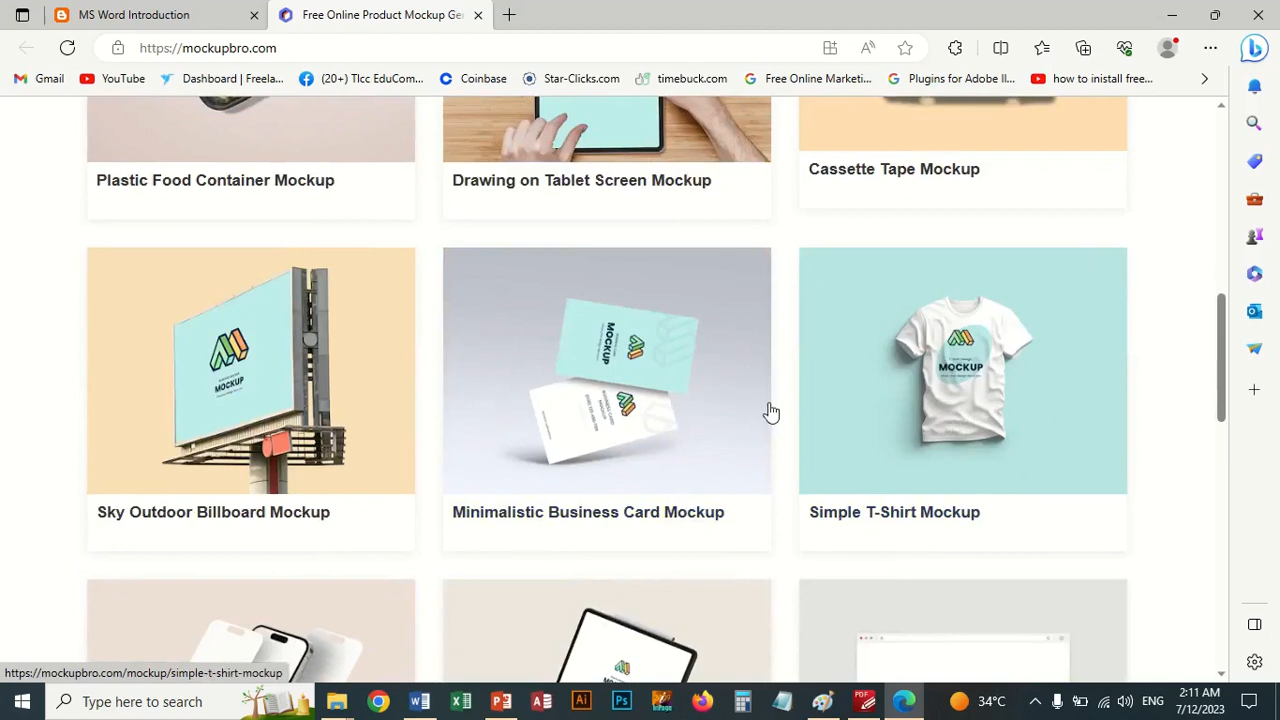 MS Word Introduction
Free Online Product Mockup Ge
https://mockupbro.com
Gmail
YouTube
Dashboard | Freela...
(20+) Tlcc EduCom...
Coinbase
Star-Clicks.com
timebuck.com
Free Online Marketi...
Plugins for Adobe Il...
how to inistall free...
Plastic Food Container Mockup
Drawing on Tablet Screen Mockup
Cassette Tape Mockup
MOCKUP
MOCKUP
MOCKUP
Sky Outdoor Billboard Mockup
Minimalistic Business Card Mockup
Simple T-Shirt Mockup
https://mockupbro.com/mockup/simple-t-shirt-mockup
Type here to search
34°C
ENG
2:11 AM
7/12/2023